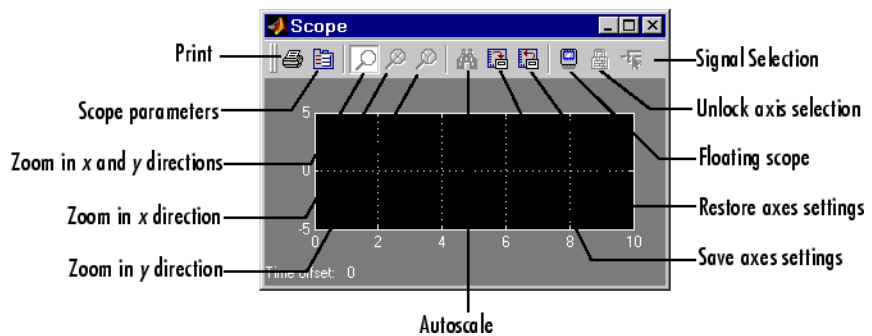 Scope
Print
Signal Selection
Scope parameters
Unlock axis selection
5
Zoom in x and y directions
Floating scope
0
Zoom in x direction
Restore axes settings
-5
0 2 4 6 8 10
Zoom in y direction
Save axes settings
Time offset: 0
Autoscale